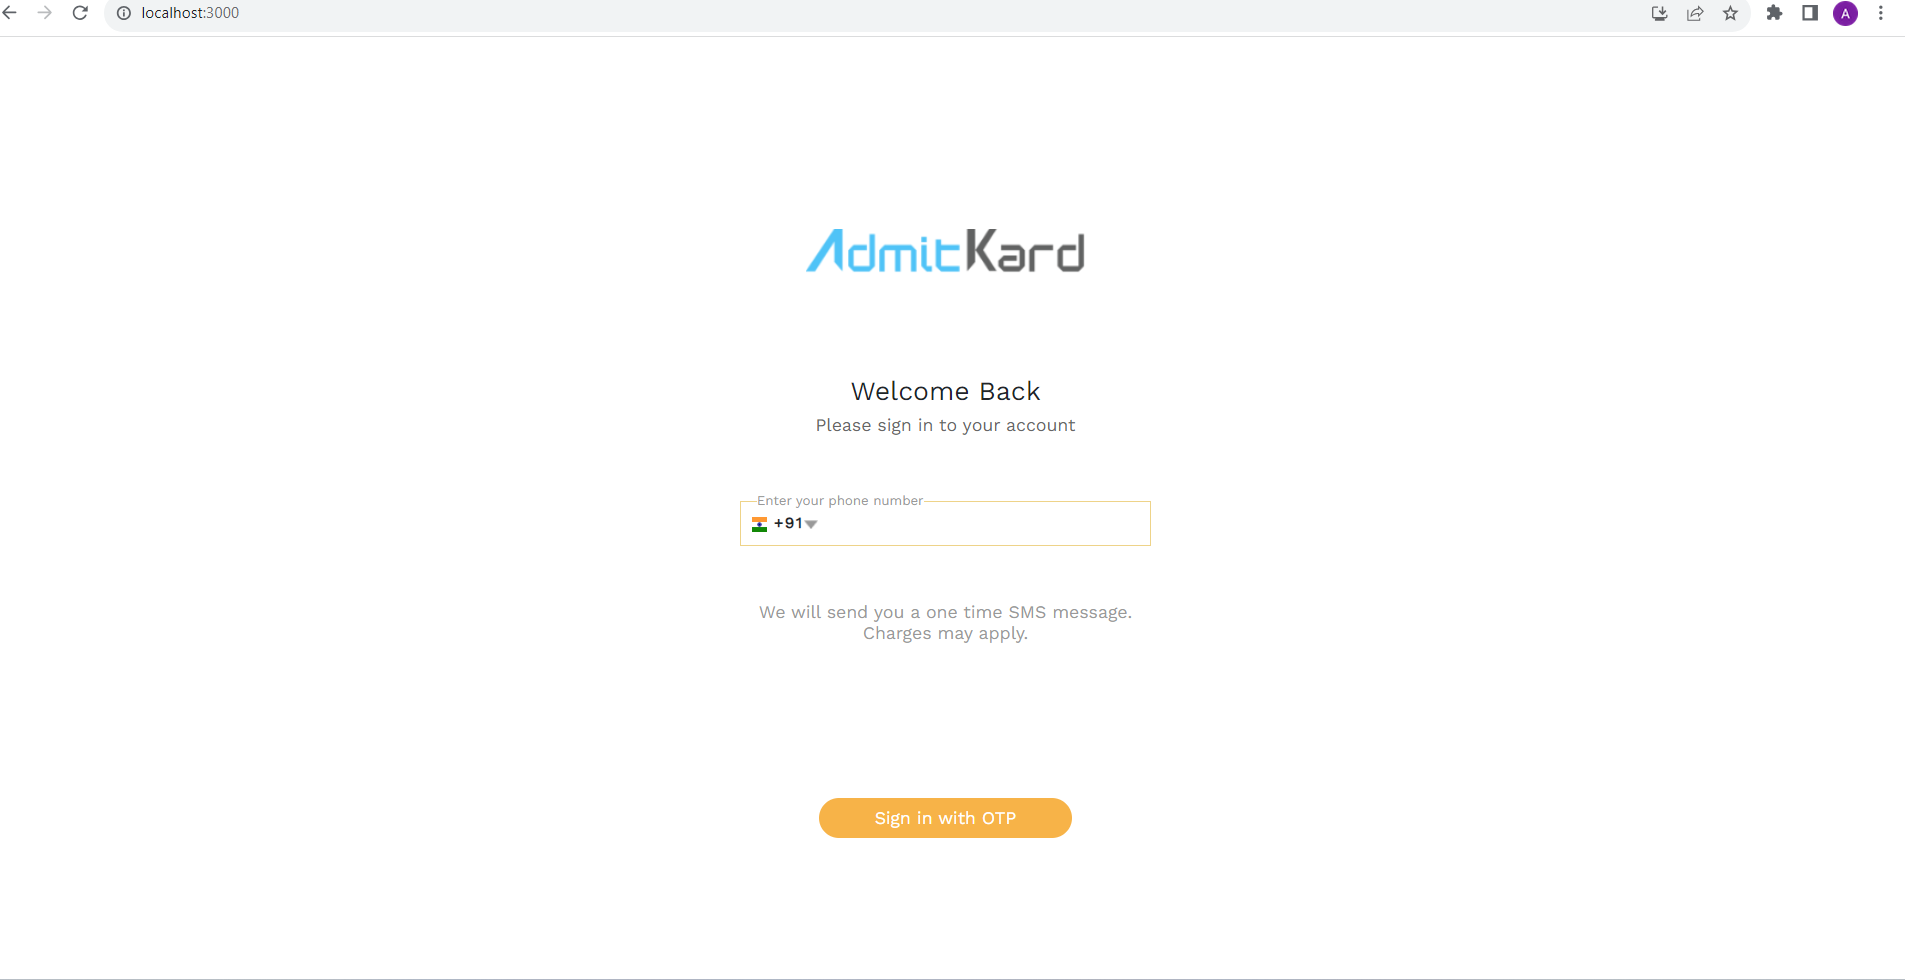 localhost:3000
A
AdmitKard
Welcome Back
Please sign in to your account
Enter your phone number
+91
We will send you a one time SMS message.
Charges may apply.
Sign in with OTP